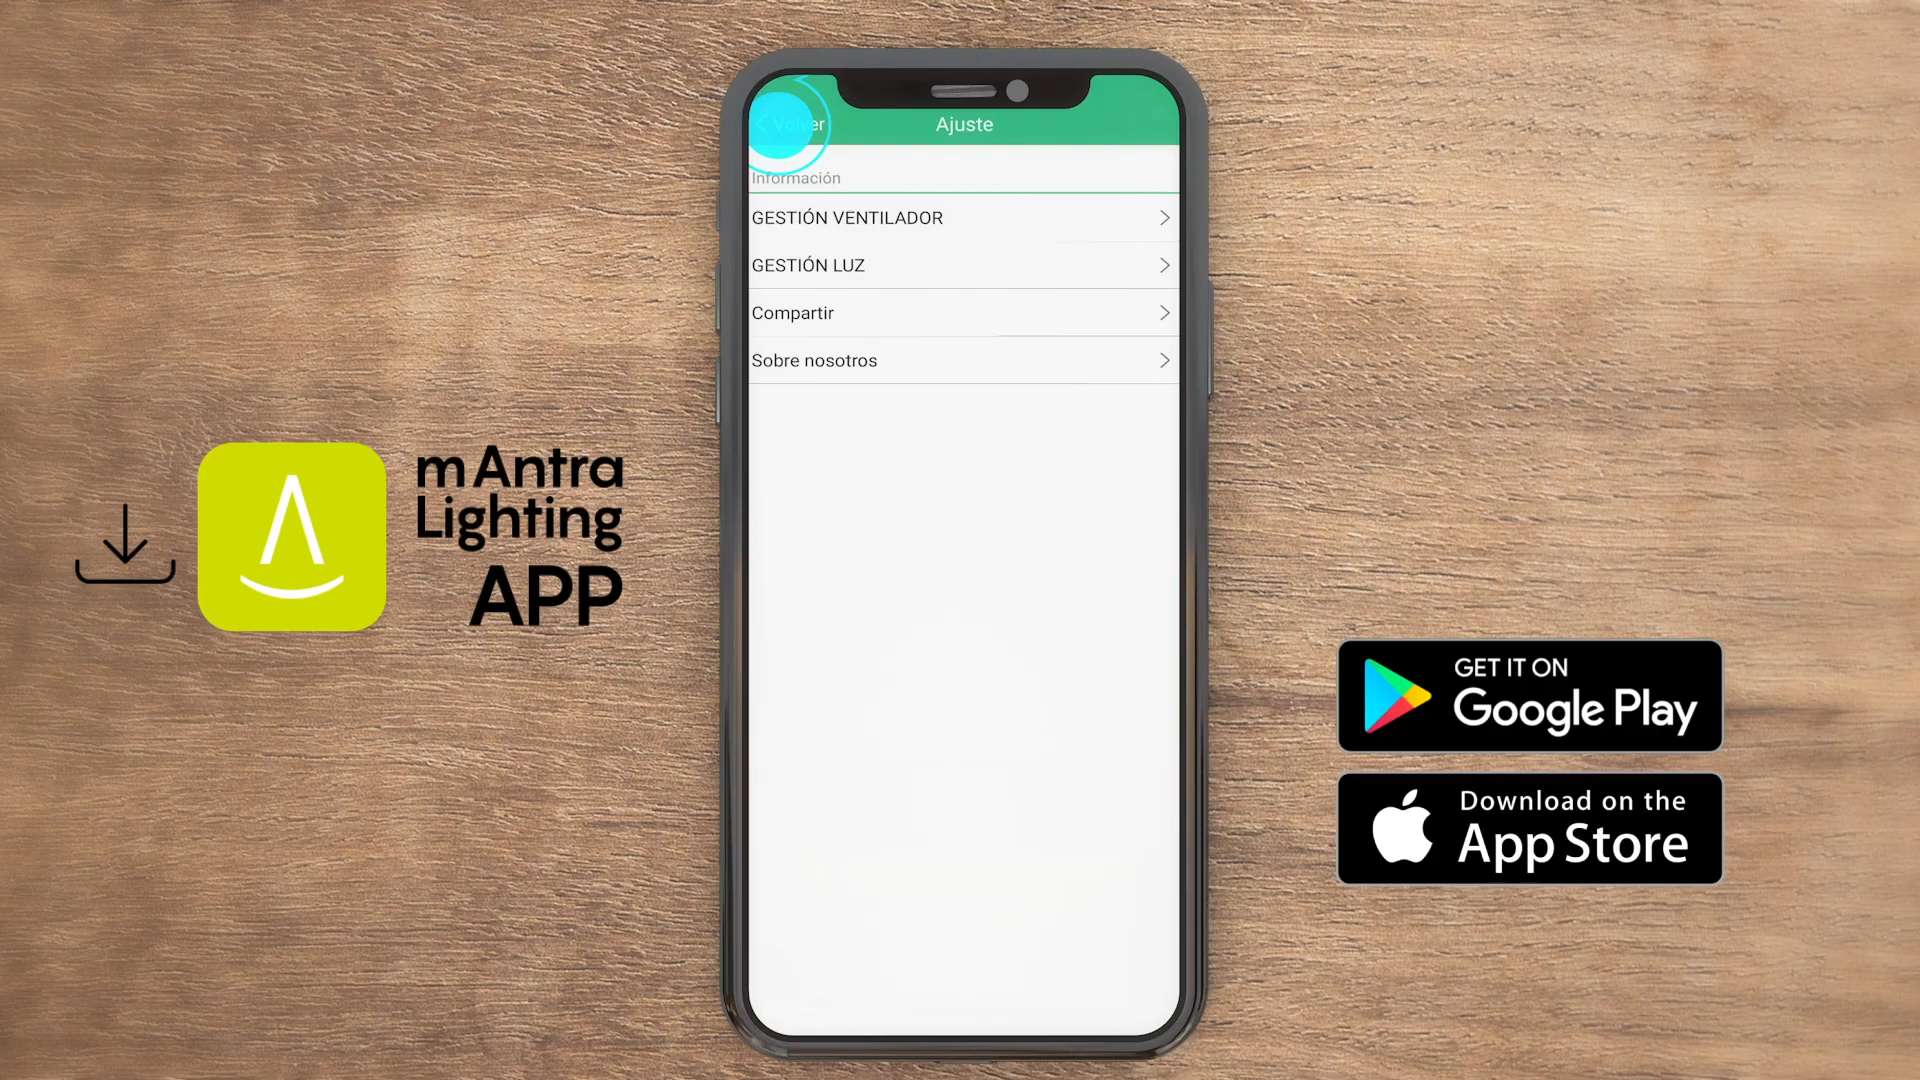 Volver
Ajuste
Información
GESTIÓN VENTILADOR
GESTIÓN LUZ
Compartir
Sobre nosotros
mAntra
Lighting
APP
GET IT ON
Google Play
Download on the
App Store